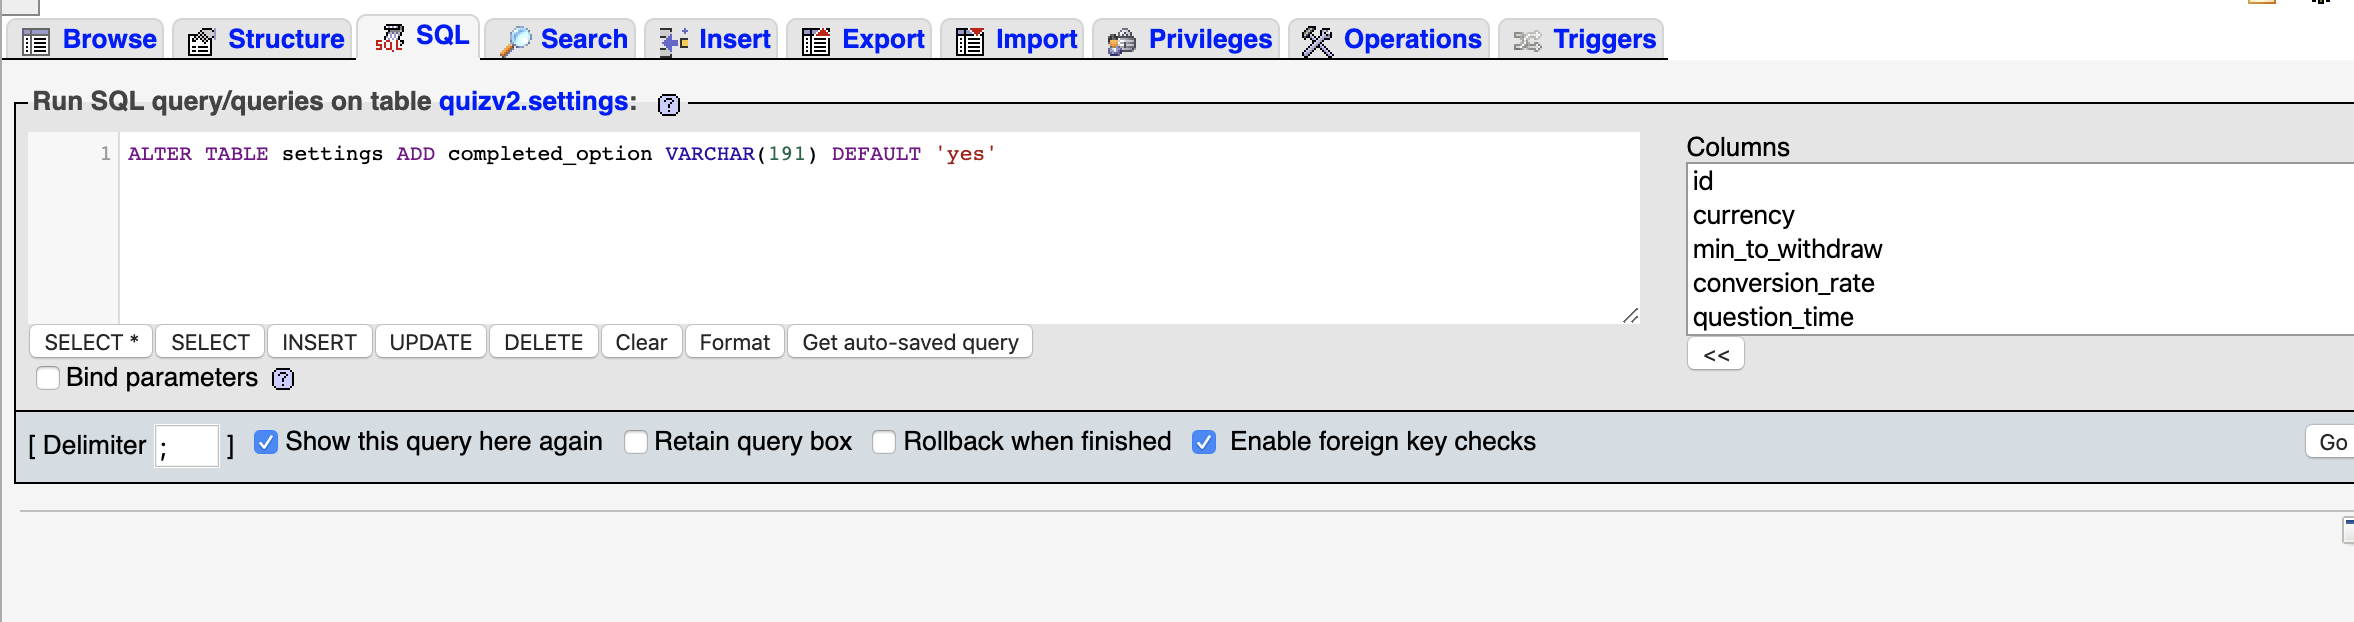 Browse Structure SQL Search Insert Export Import Privileges Operations Triggers
Run SQL query/queries on table quizv2.settings:
1 ALTER TABLE settings ADD completed_option VARCHAR(191) DEFAULT 'yes'
Columns
id
currency
min_to_withdraw
conversion_rate
question_time
<<
SELECT * SELECT INSERT UPDATE DELETE Clear Format Get auto-saved query
Bind parameters
[ Delimiter ; ] Show this query here again Retain query box Rollback when finished Enable foreign key checks Go